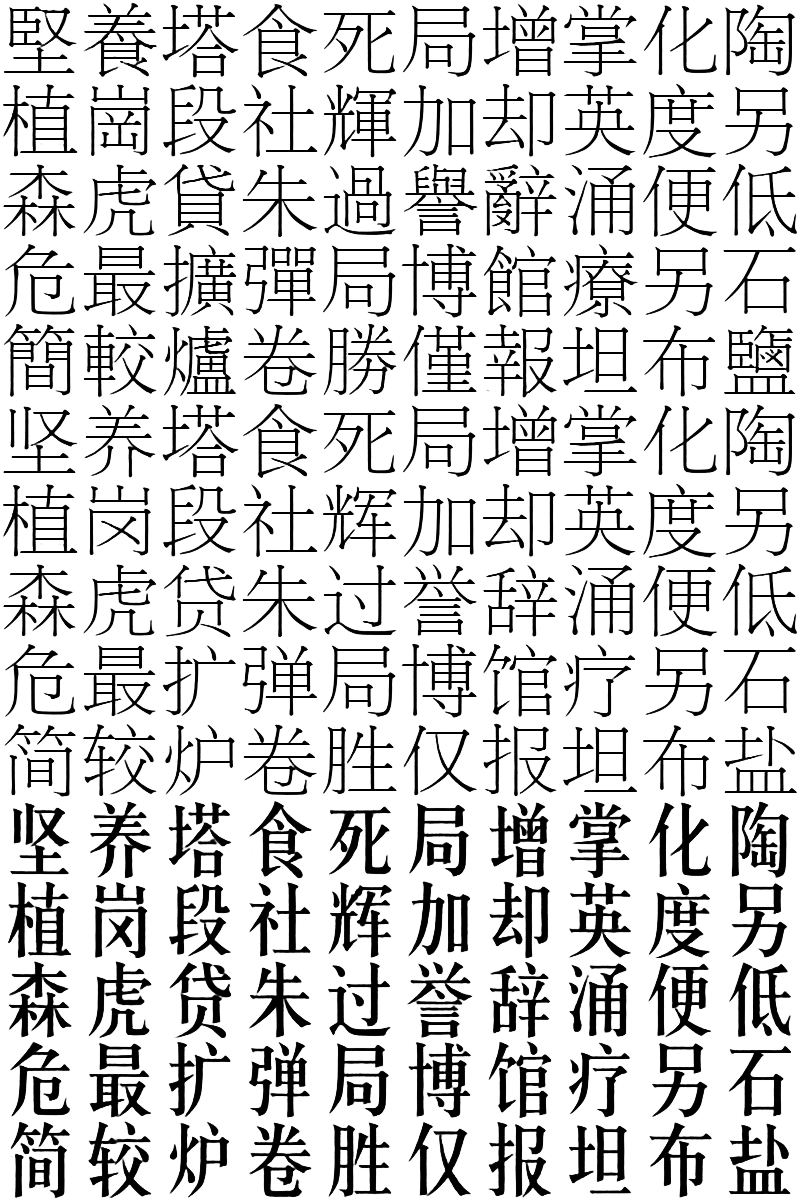 堅養塔食死局增掌化陶
植崗段社輝加却英度另
森虎貸朱過譽辭涌便低
危最擴彈局博館療另石
簡較爐卷勝僅報坦布鹽
坚养塔食死局增掌化陶
植岗段社辉加却英度另
森虎贷朱过誉辞涌便低
危最扩弹局博馆疗另石
简较炉卷胜仅报坦布盐
坚养塔食死局增掌化陶
植岗段社辉加却英度另
森虎贷朱过誉辞涌便低
危最扩弹局博馆疗另石
简较炉卷胜仅报坦布盐